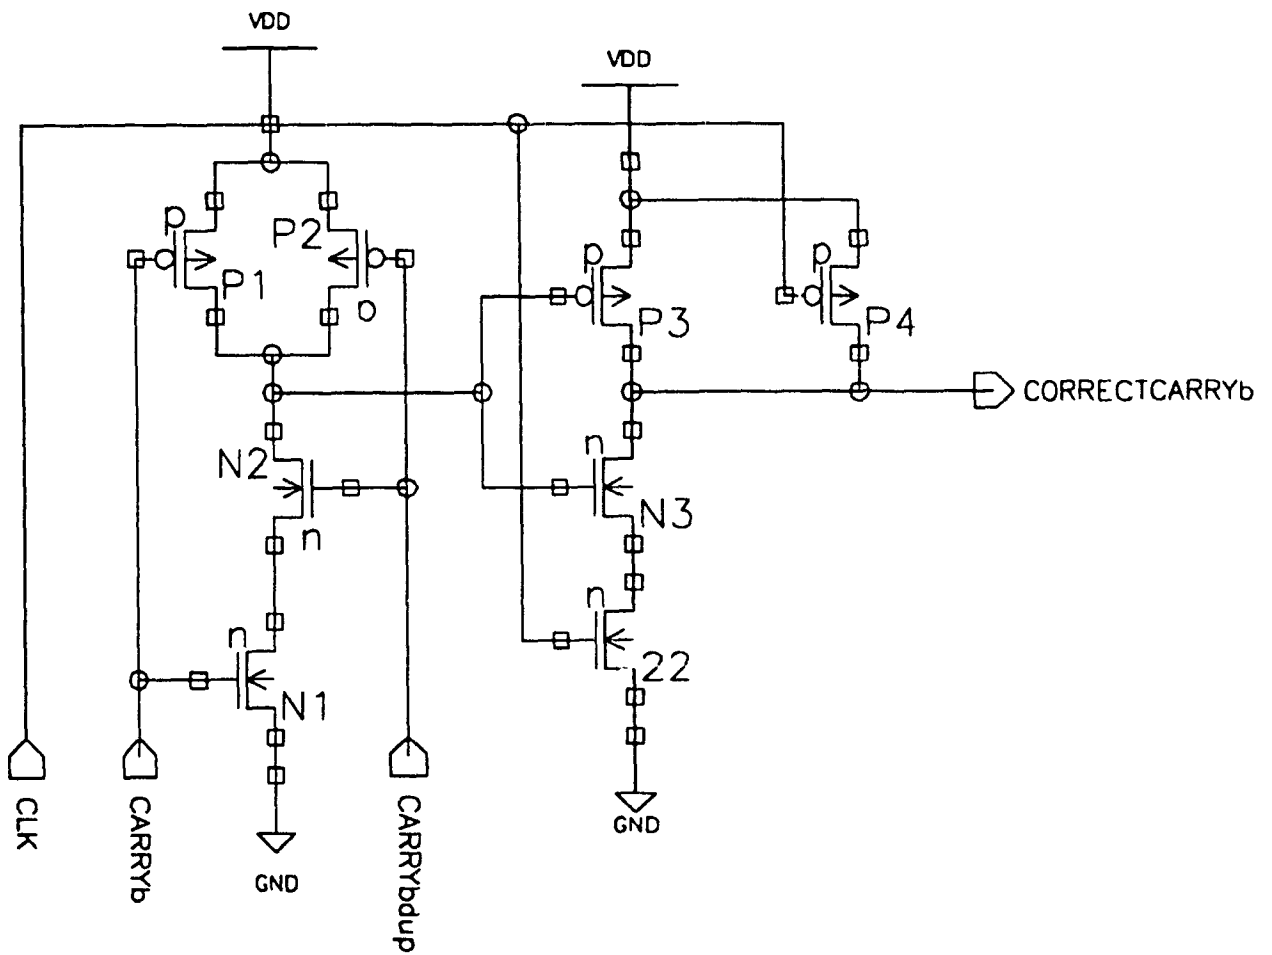 VDD
VDD
p
P2
p
p
P1
p
P3
P4
CORRECTCARRYb
n
N2
n
N3
n
n
22
N1
CLK
CARRYb
CARRYbdup
GND
GND